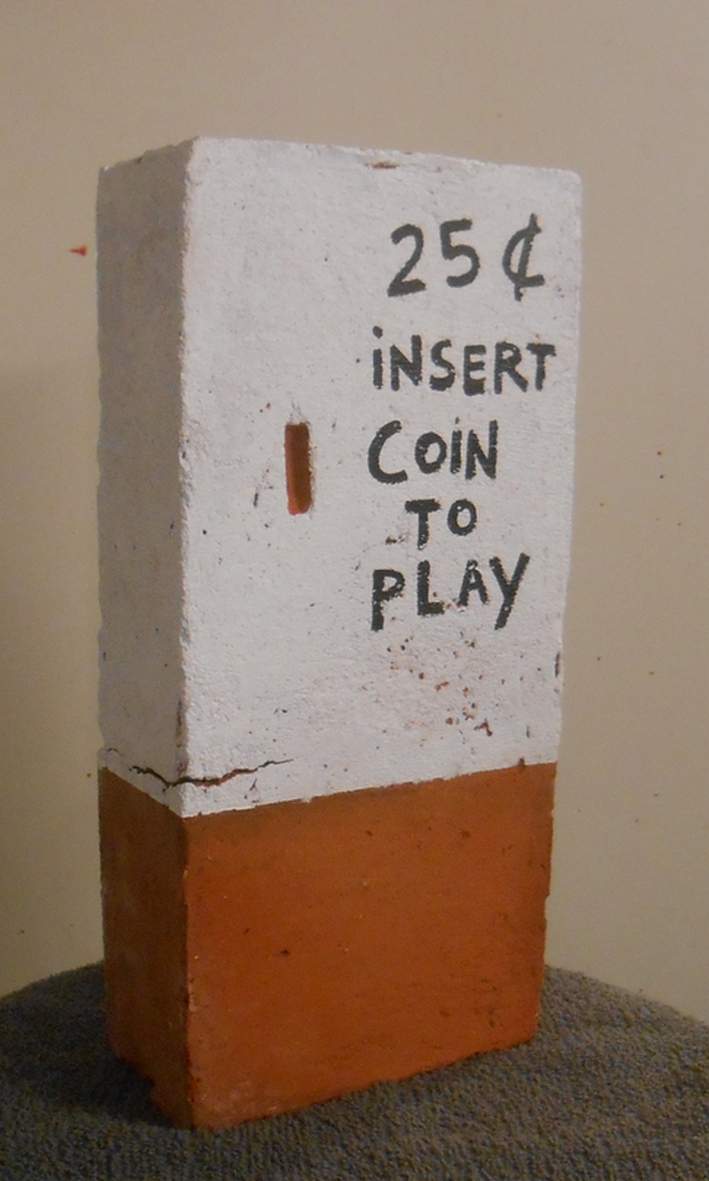 25 ¢
iNSERT
COiN
TO
PLAY